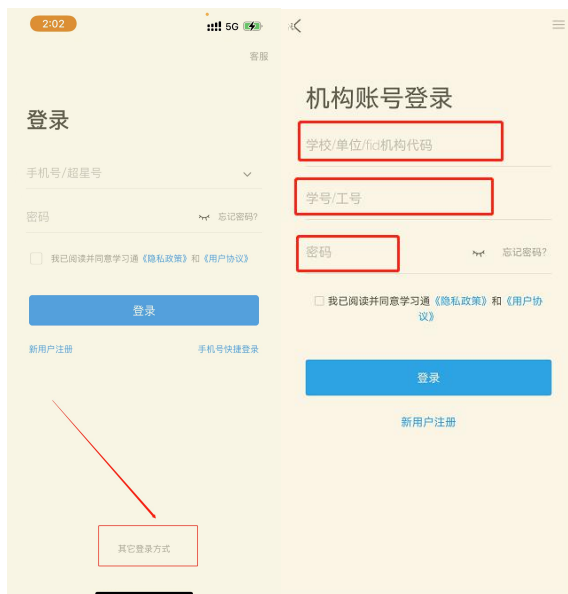 2:02
5G
客服
登录
手机号/超星号
密码
忘记密码?
我已阅读并同意学习通《隐私政策》和《用户协议》
登录
新用户注册
手机号快捷登录
其它登录方式
机构账号登录
学校/单位/fid机构代码
学号/工号
密码
忘记密码?
我已阅读并同意学习通《隐私政策》和《用户协
议》
登录
新用户注册